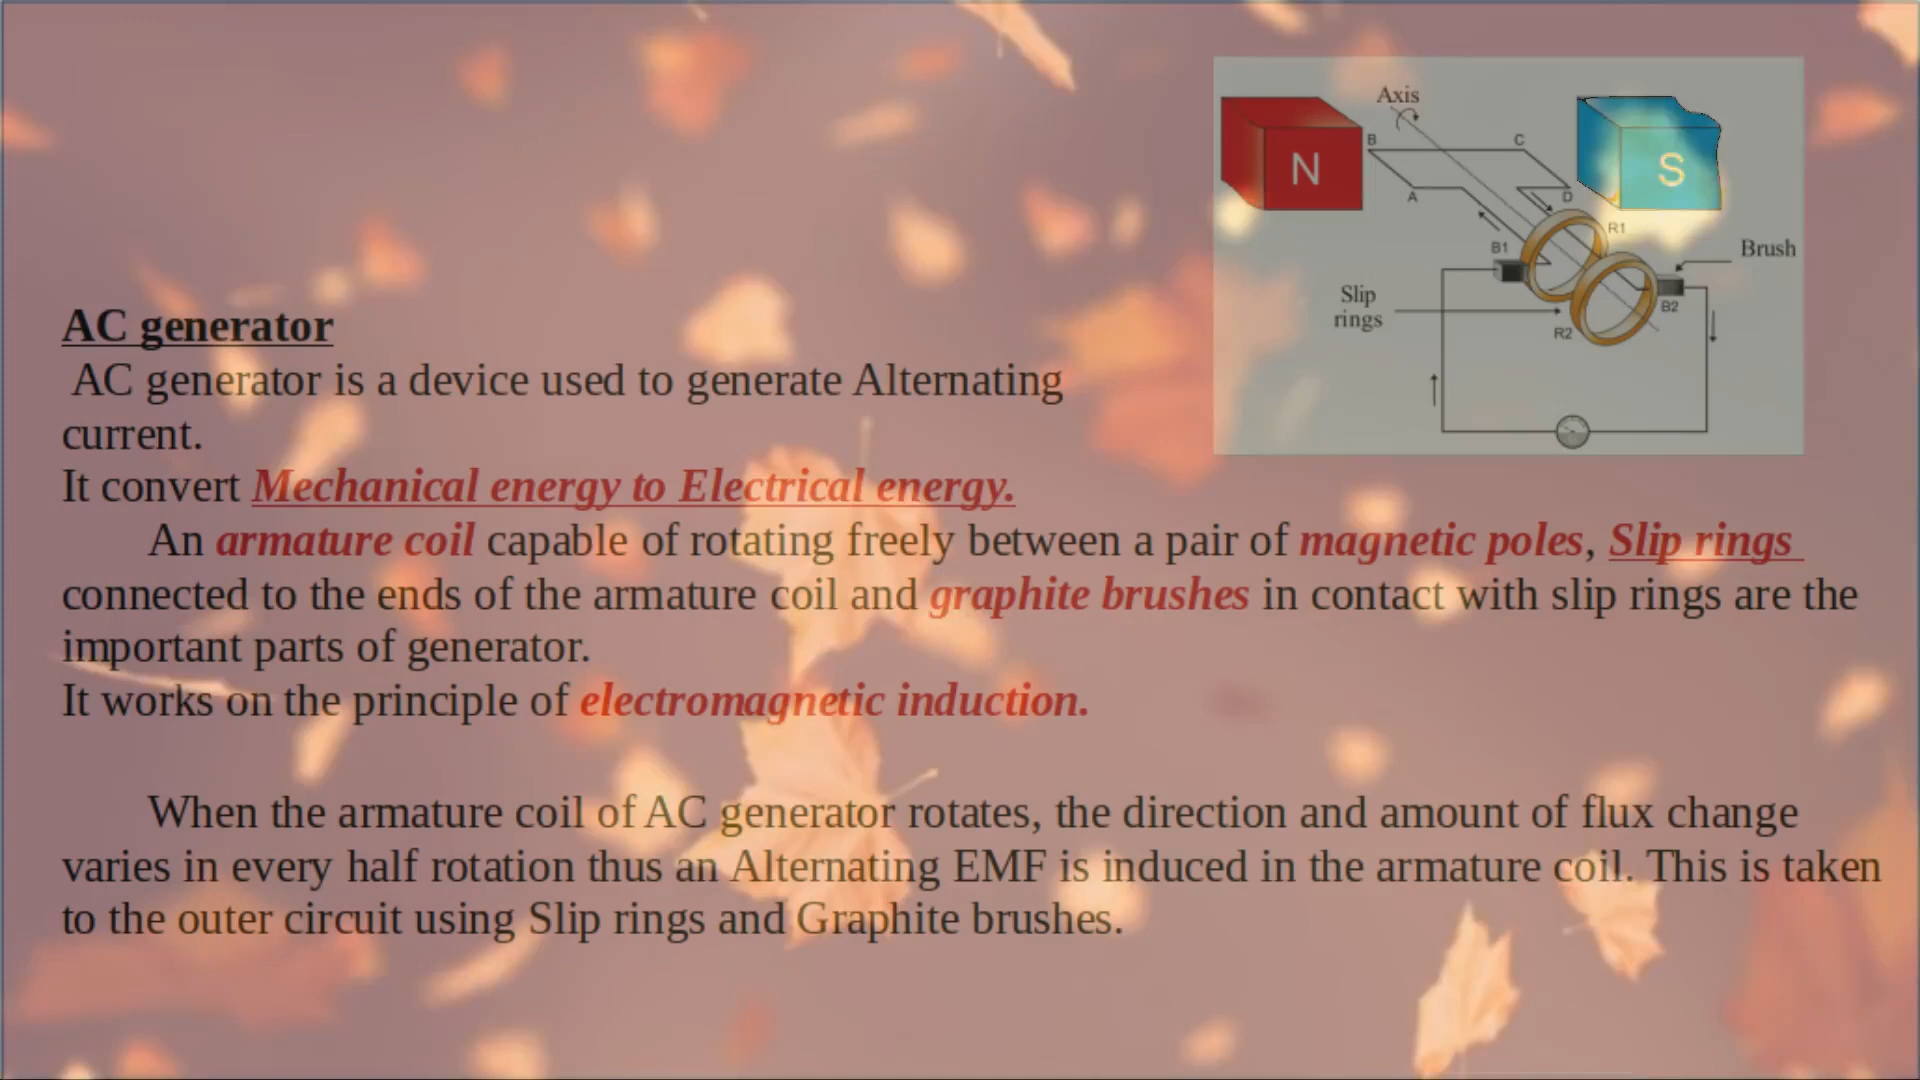 Axis
N
S
B
C
A
D
R1
B1
Brush
Slip
rings
B2
R2
AC generator
AC generator is a device used to generate Alternating
current.
It convert Mechanical energy to Electrical energy.
An armature coil capable of rotating freely between a pair of magnetic poles, Slip rings
connected to the ends of the armature coil and graphite brushes in contact with slip rings are the
important parts of generator.
It works on the principle of electromagnetic induction.
When the armature coil of AC generator rotates, the direction and amount of flux change
varies in every half rotation thus an Alternating EMF is induced in the armature coil. This is taken
to the outer circuit using Slip rings and Graphite brushes.